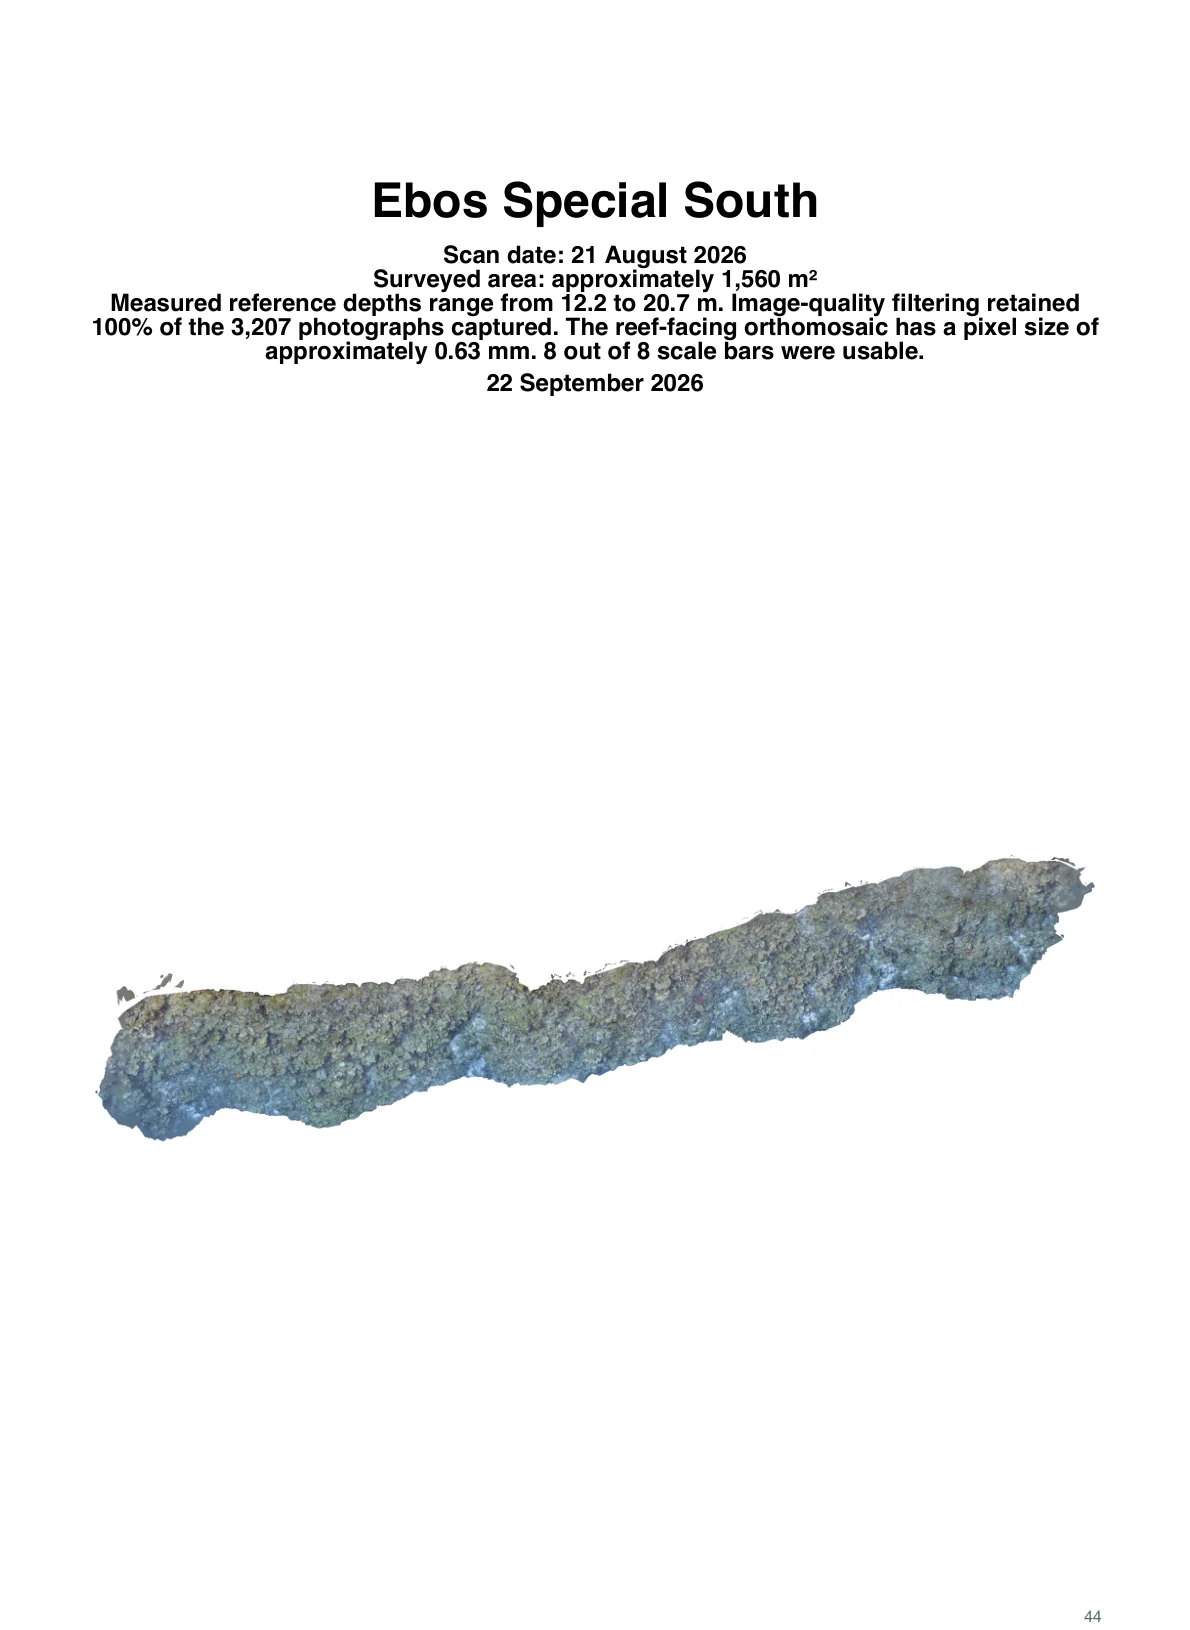 Ebos Special South
Scan date: 21 August 2026
Surveyed area: approximately 1,560 m²
Measured reference depths range from 12.2 to 20.7 m. Image-quality filtering retained
100% of the 3,207 photographs captured. The reef-facing orthomosaic has a pixel size of
approximately 0.63 mm. 8 out of 8 scale bars were usable.
22 September 2026
44